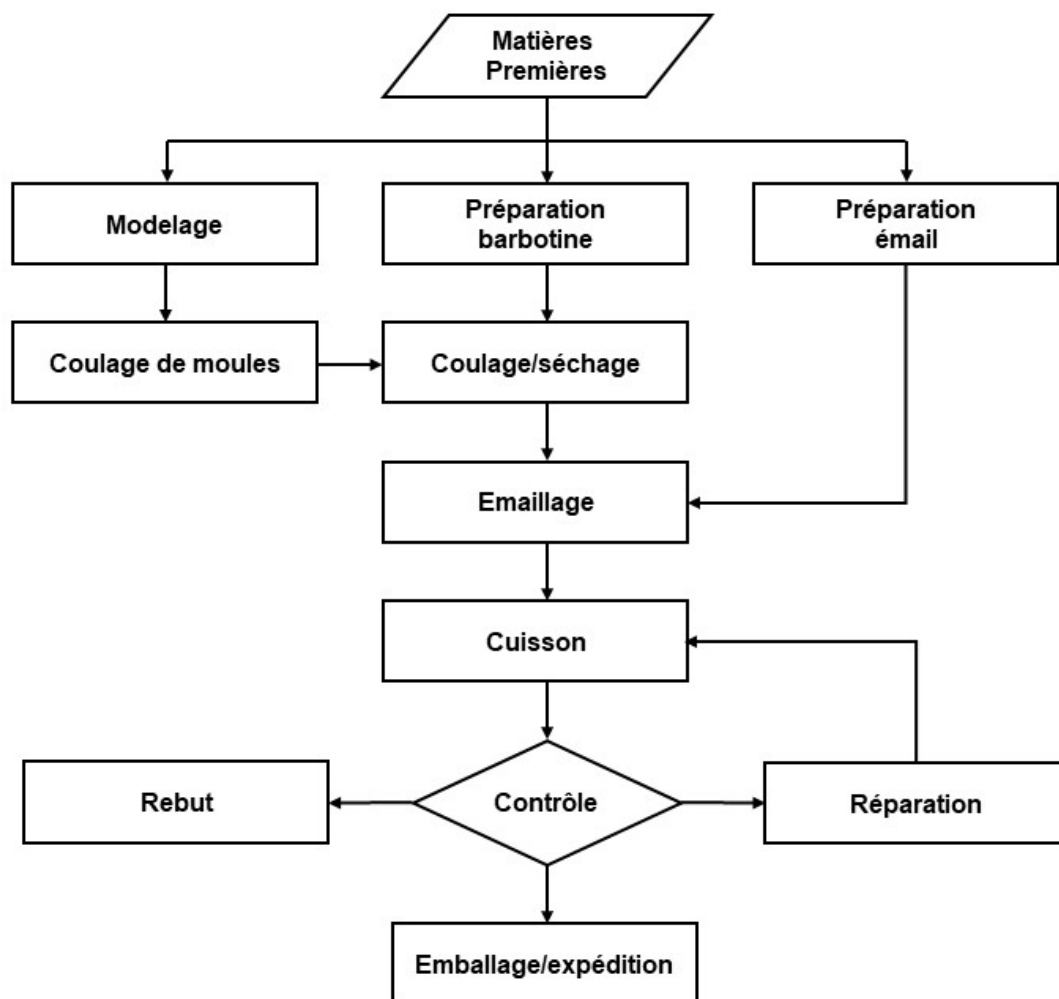 Matières
Premières
Modelage
Préparation
barbotine
Préparation
émail
Coulage de moules
Coulage/séchage
Emaillage
Cuisson
Rebut
Contrôle
Réparation
Emballage/expédition